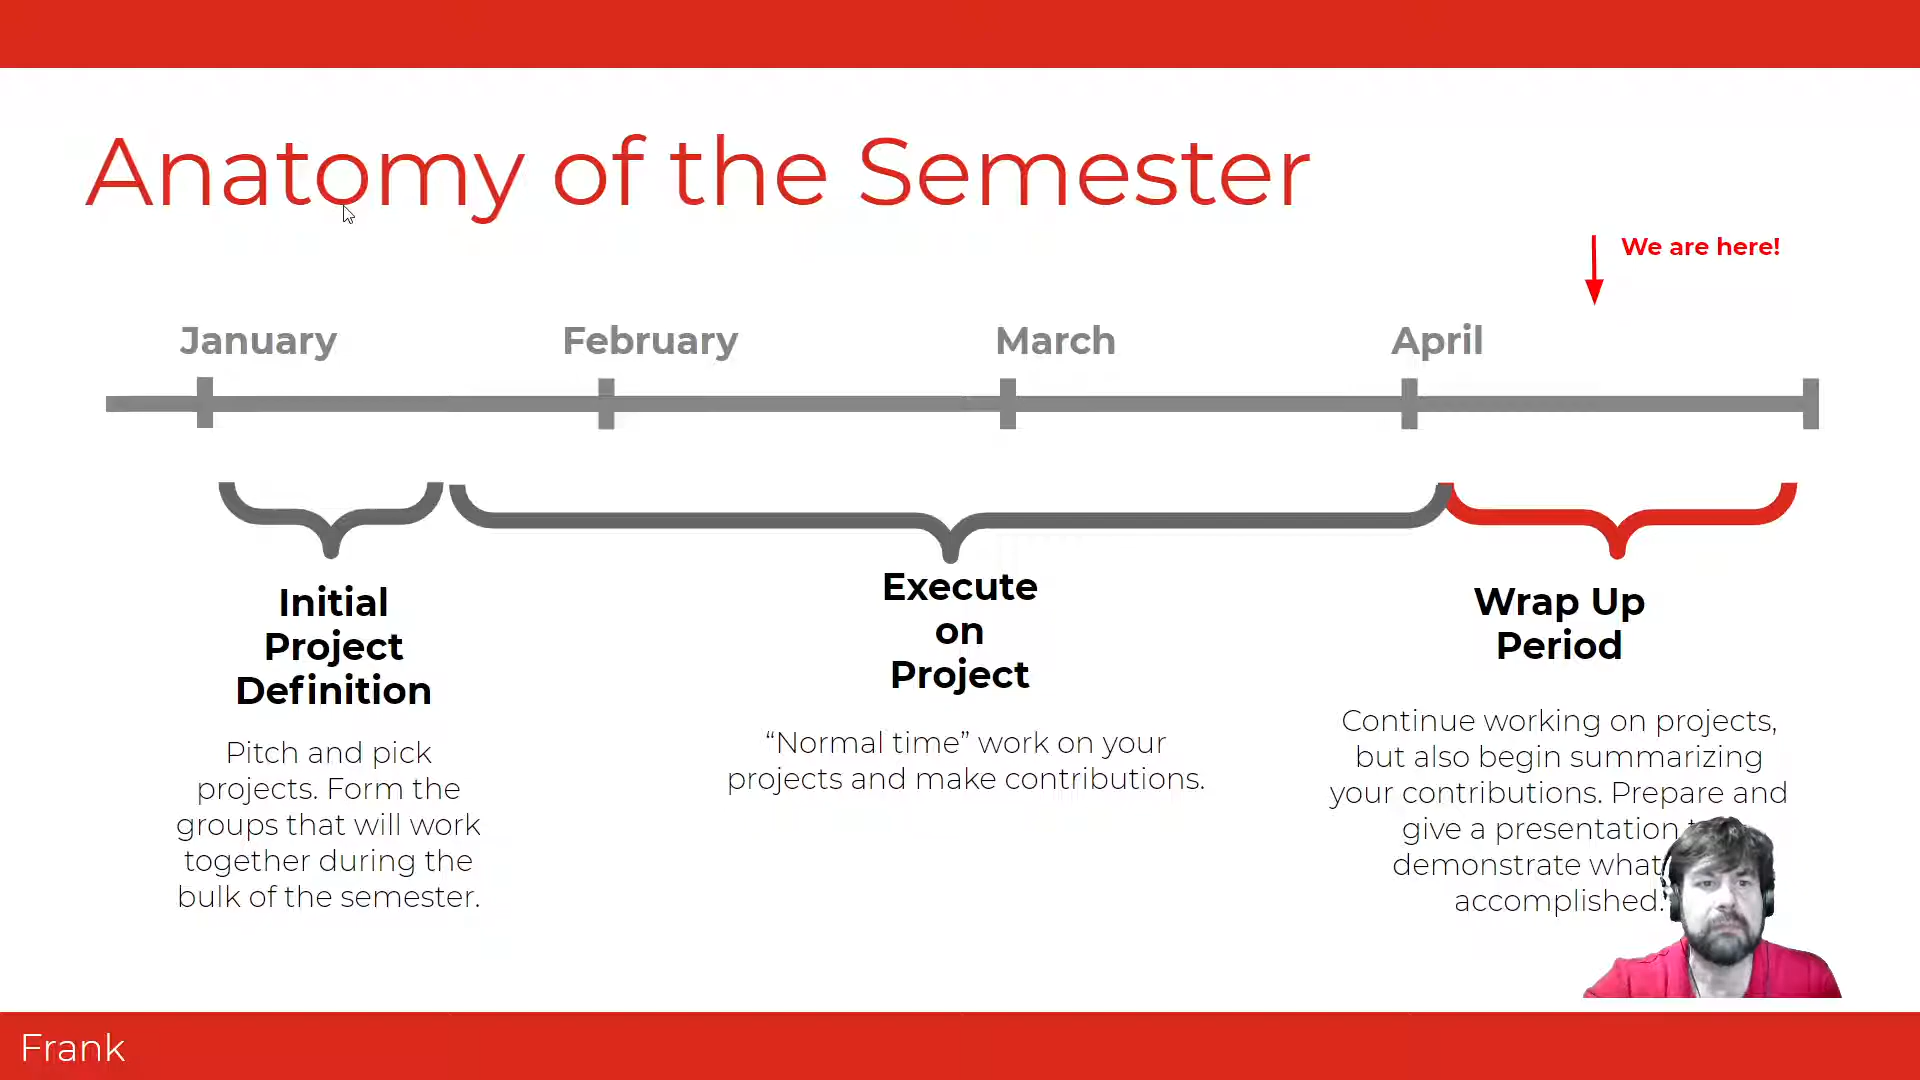 Anatomy of the Semester
We are here!
January
February
March
April
Initial
Project
Definition
Pitch and pick
projects. Form the
groups that will work
together during the
bulk of the semester.
Execute
on
Project
“Normal time” work on your
projects and make contributions.
Wrap Up
Period
Continue working on projects,
but also begin summarizing
your contributions. Prepare and
give a presentation
demonstrate what
accomplished.
Frank